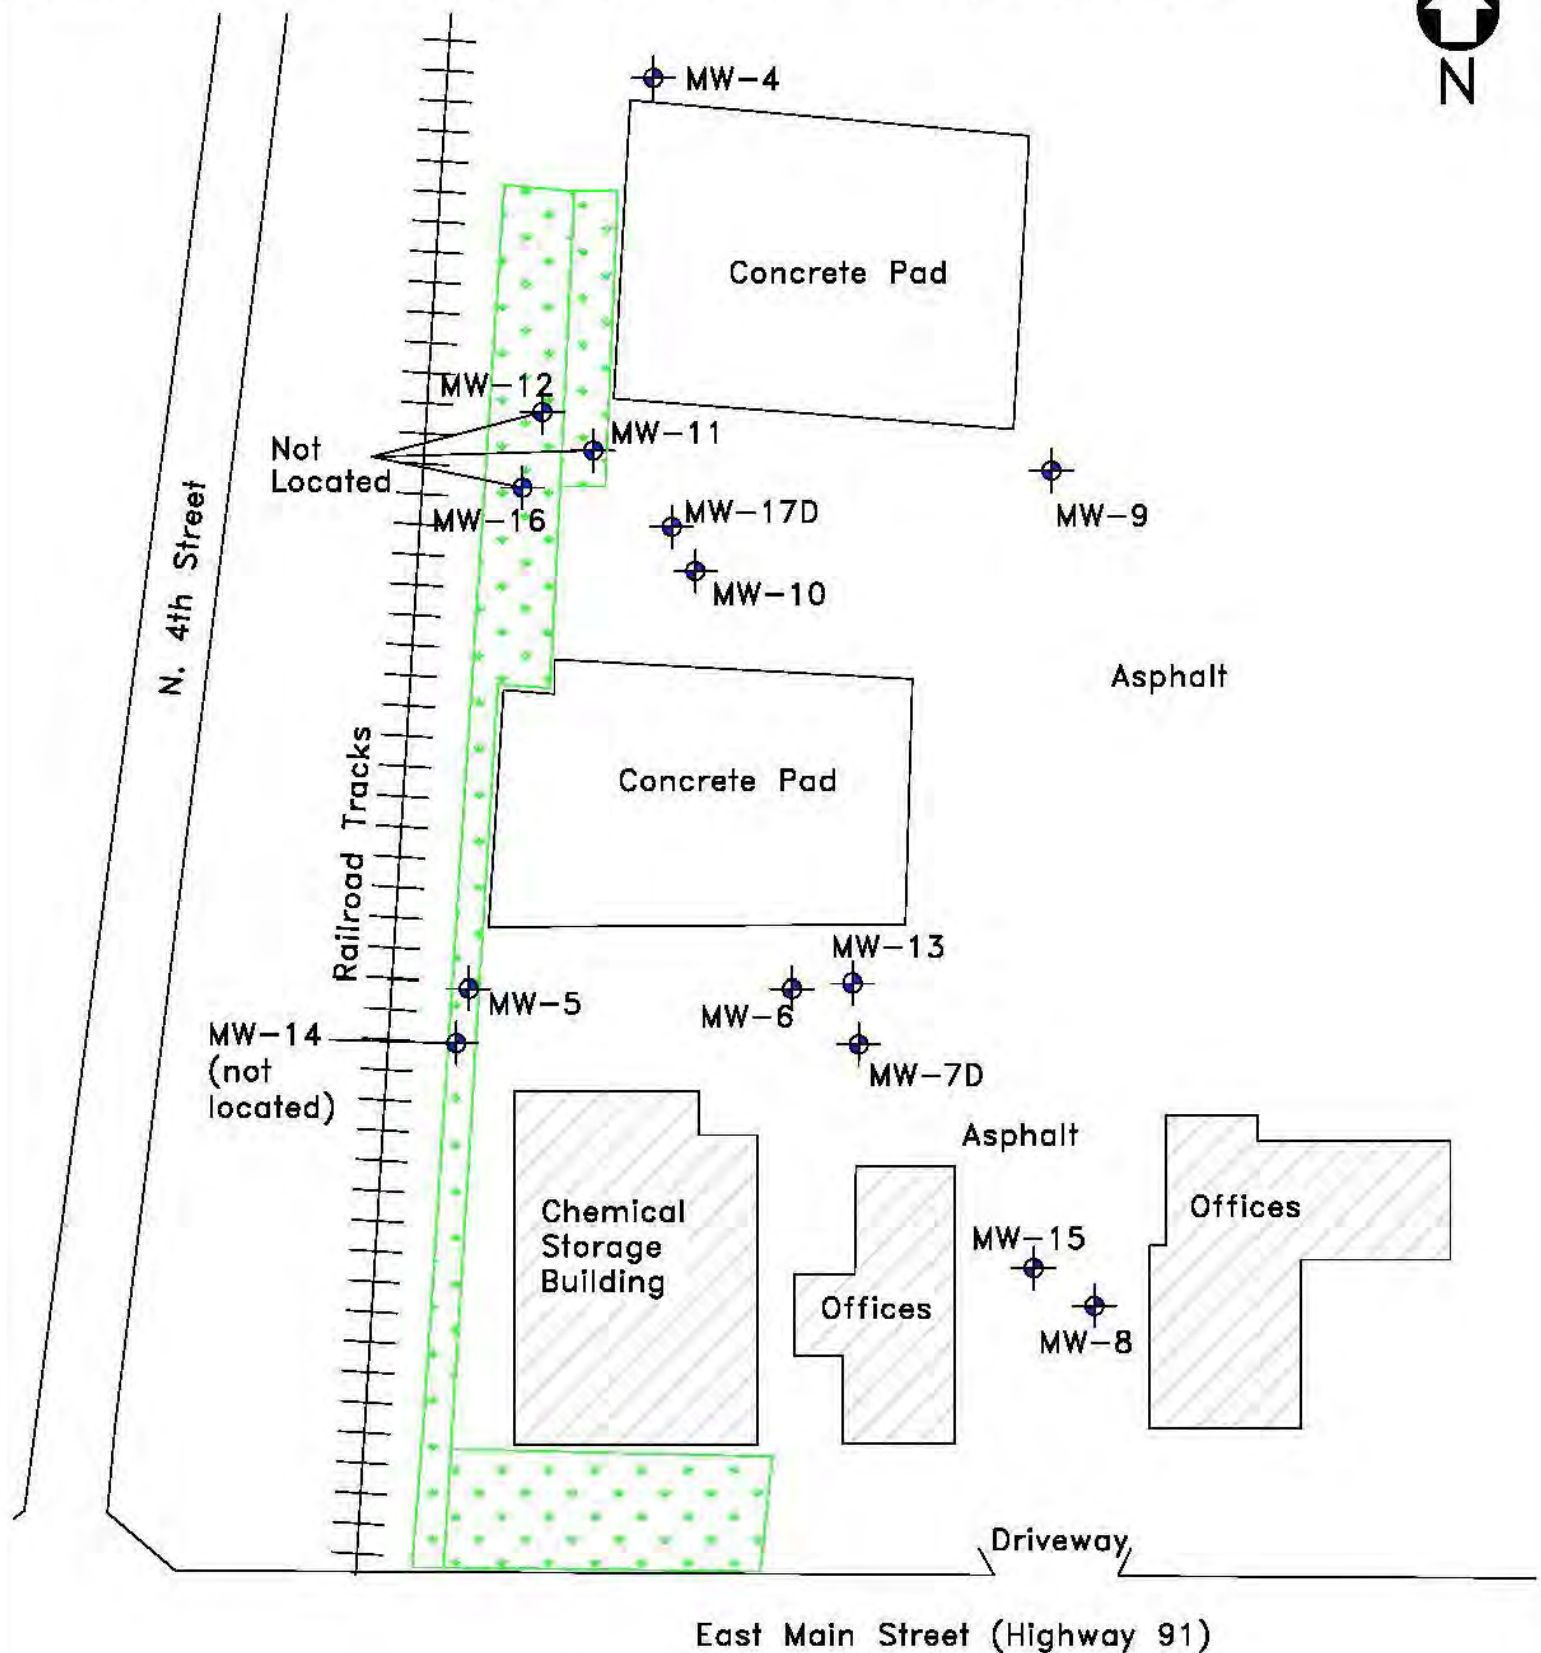 N
MW-4
Concrete Pad
MW-12
MW-11
Not
Located
MW-16
MW-17D
MW-9
MW-10
N. 4th Street
Asphalt
Railroad Tracks
Concrete Pad
MW-13
MW-5
MW-6
MW-14
(not
located)
MW-7D
Asphalt
Chemical
Storage
Building
Offices
MW-15
Offices
MW-8
Driveway
East Main Street (Highway 91)